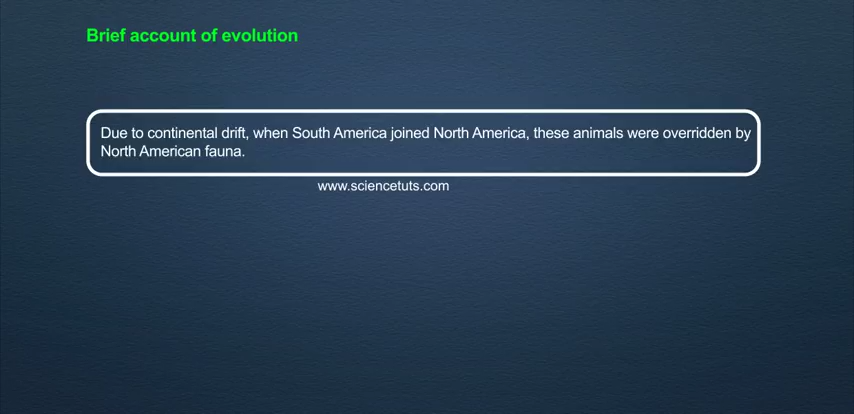 Brief account of evolution
Due to continental drift, when South America joined North America, these animals were overridden by
North American fauna.
www.sciencetuts.com